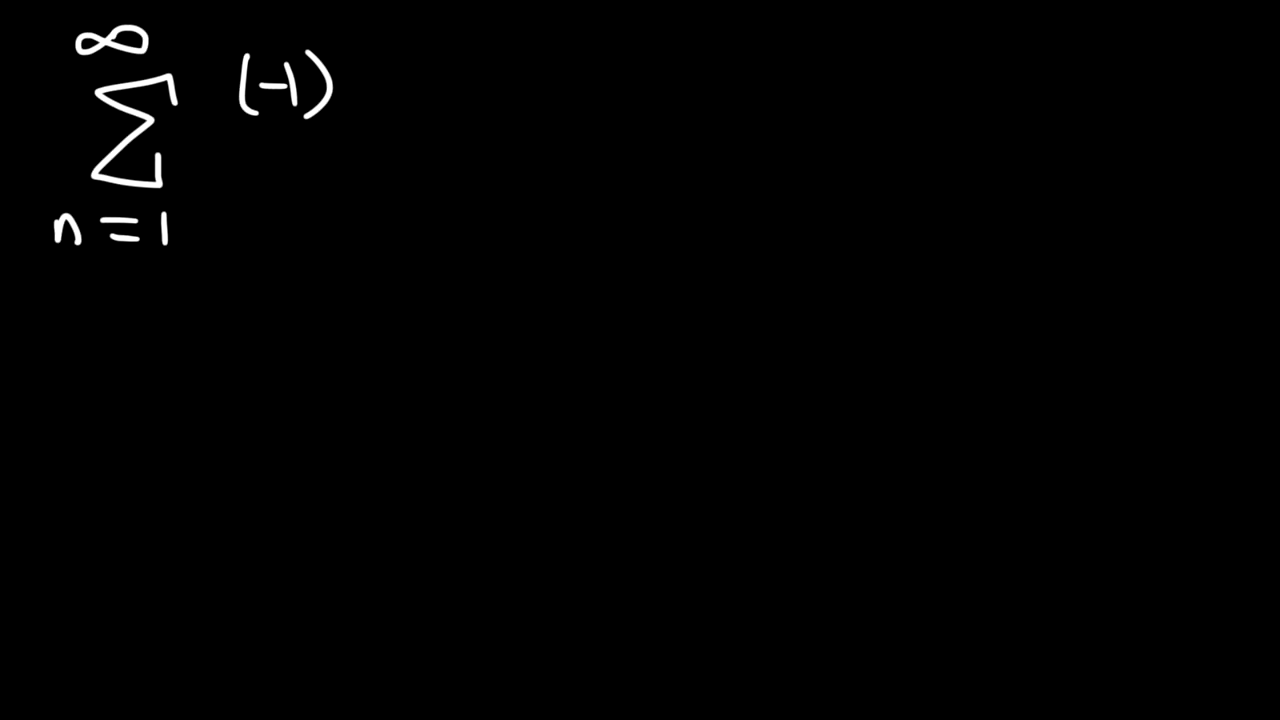 ∞
∑ (-1)
n = 1